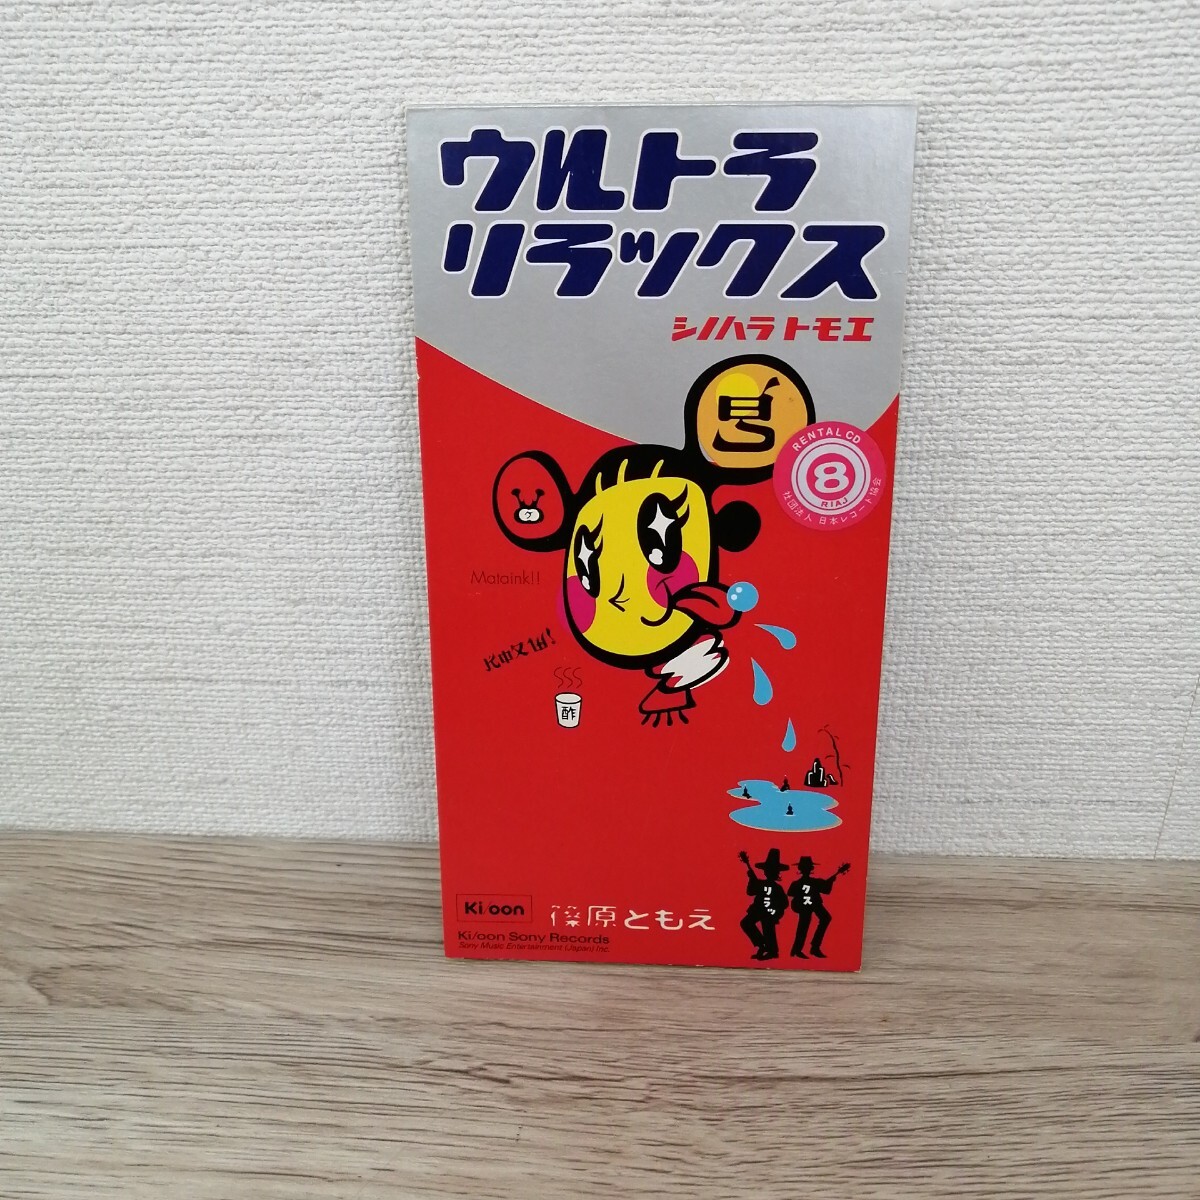 ウルトラ
リラックス
シノハラトモエ
RENTAL CD
8
RIAJ
社団法人 日本レコード協会
Mataink!!
酢
リラッ
クス
Ki/oon
篠原ともえ
Ki/oon Sony Records
Sony Music Entertainment (Japan) Inc.